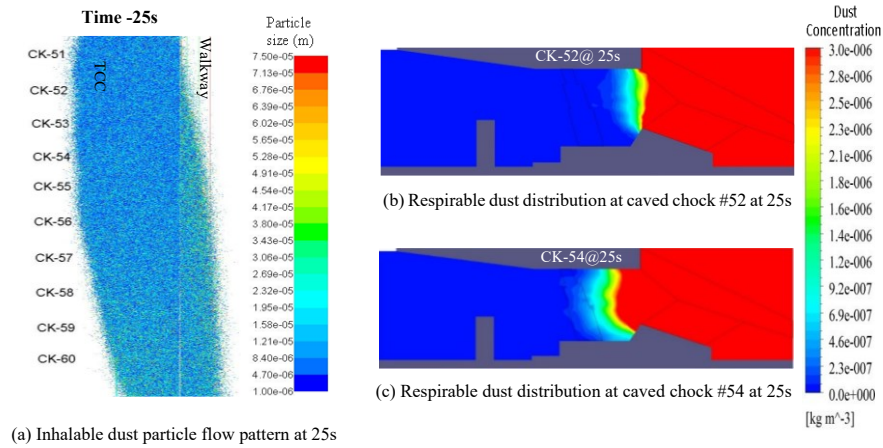 Time -25s
Particle
size (m)
CK-51
CK-52
CK-53
CK-54
CK-55
CK-56
CK-57
CK-58
CK-59
CK-60
TCC
Walkway
7.50e-05
7.13e-05
6.76e-05
6.39e-05
6.02e-05
5.65e-05
5.28e-05
4.91e-05
4.54e-05
4.17e-05
3.80e-05
3.43e-05
3.06e-05
2.69e-05
2.32e-05
1.95e-05
1.58e-05
1.21e-05
8.40e-06
4.70e-06
1.00e-06
(a) Inhalable dust particle flow pattern at 25s
CK-52@ 25s
(b) Respirable dust distribution at caved chock #52 at 25s
CK-54@25s
(c) Respirable dust distribution at caved chock #54 at 25s
Dust
Concentration
3.0e-006
2.8e-006
2.6e-006
2.3e-006
2.1e-006
1.9e-006
1.6e-006
1.4e-006
1.2e-006
9.2e-007
6.9e-007
4.6e-007
2.3e-007
0.0e+000
[kg m^-3]